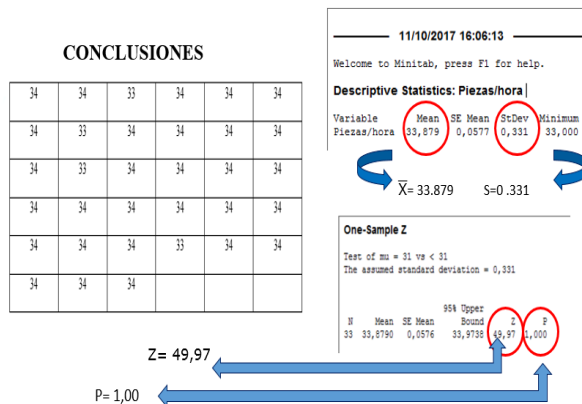 CONCLUSIONES
34 34 33 34 34 34
34 33 34 34 34 34
34 33 34 34 34 34
34 34 34 34 34 34
34 34 34 33 34 34
34 34 34
11/10/2017 16:06:13
Welcome to Minitab, press F1 for help.
Descriptive Statistics: Piezas/hora
Variable Mean SE Mean StDev Minimum
Piezas/hora 33,879 0,0577 0,331 33,000
X̅= 33.879 S=0 .331
One-Sample Z
Test of mu = 31 vs < 31
The assumed standard deviation = 0,331
95% Upper
N Mean SE Mean Bound Z P
33 33,8790 0,0576 33,9738 49,97 1,000
Z= 49,97
P= 1,00